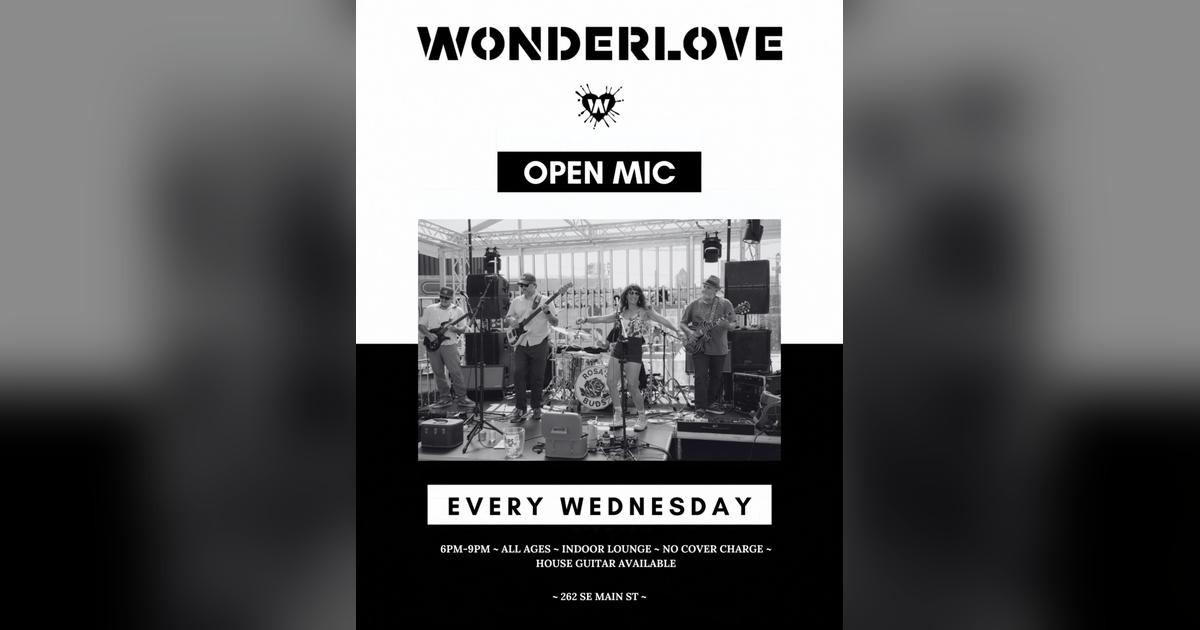 WONDERLOVE
W
OPEN MIC
ROSA'S
BUDS
EVERY WEDNESDAY
6PM-9PM ~ ALL AGES ~ INDOOR LOUNGE ~ NO COVER CHARGE ~
HOUSE GUITAR AVAILABLE
~ 262 SE MAIN ST ~